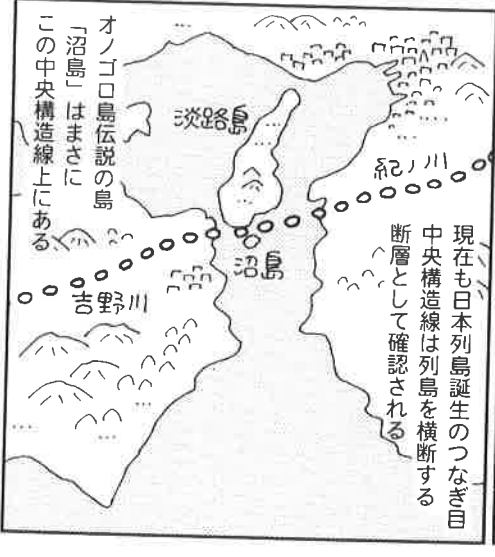 現在も日本列島誕生のつなぎ目
中央構造線は列島を横断する
断層として確認される
紀ノ川
淡路島
沼島
吉野川
オノゴロ島伝説の島
「沼島」はまさに
この中央構造線上にある